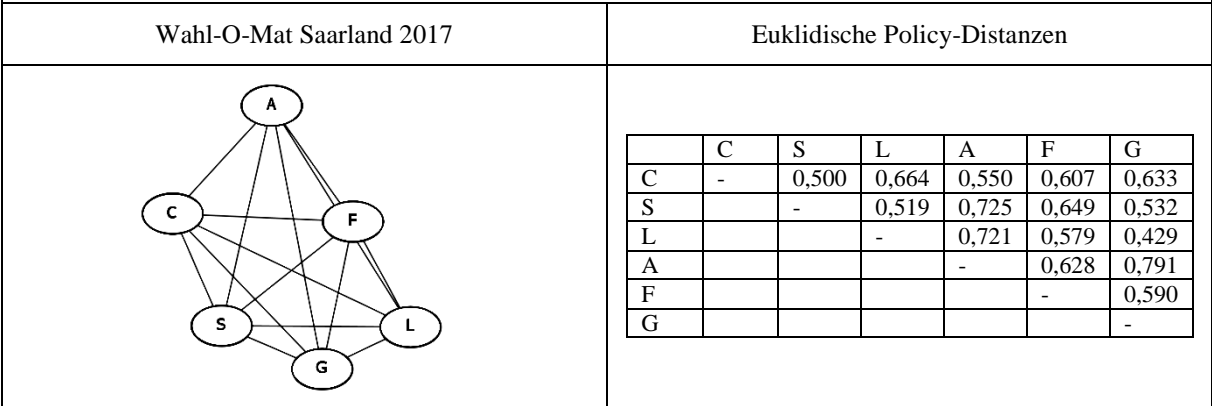 Wahl-O-Mat Saarland 2017
Euklidische Policy-Distanzen
A
C
F
S
L
G
C S L A F G
C - 0,500 0,664 0,550 0,607 0,633
S - 0,519 0,725 0,649 0,532
L - 0,721 0,579 0,429
A - 0,628 0,791
F - 0,590
G -